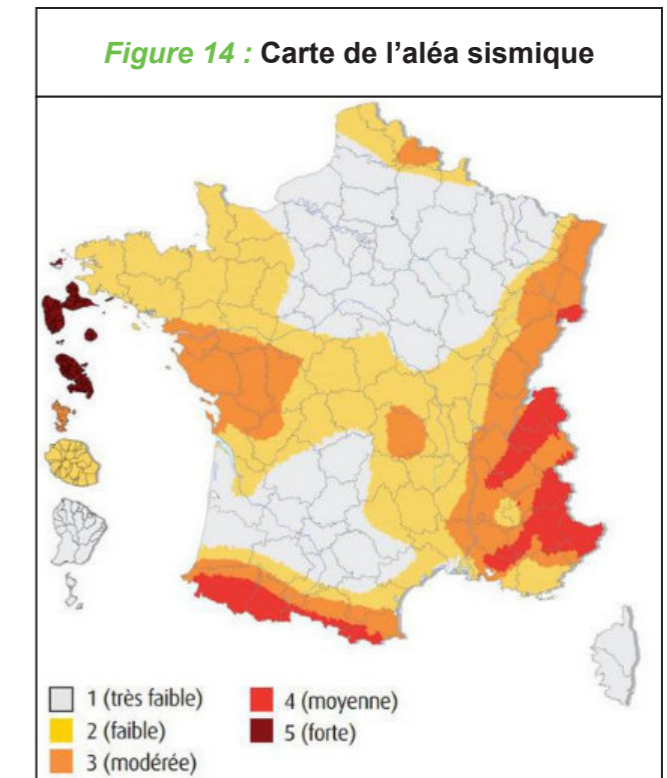 Figure 14 : Carte de l’aléa sismique
1 (très faible)
2 (faible)
3 (modérée)
4 (moyenne)
5 (forte)